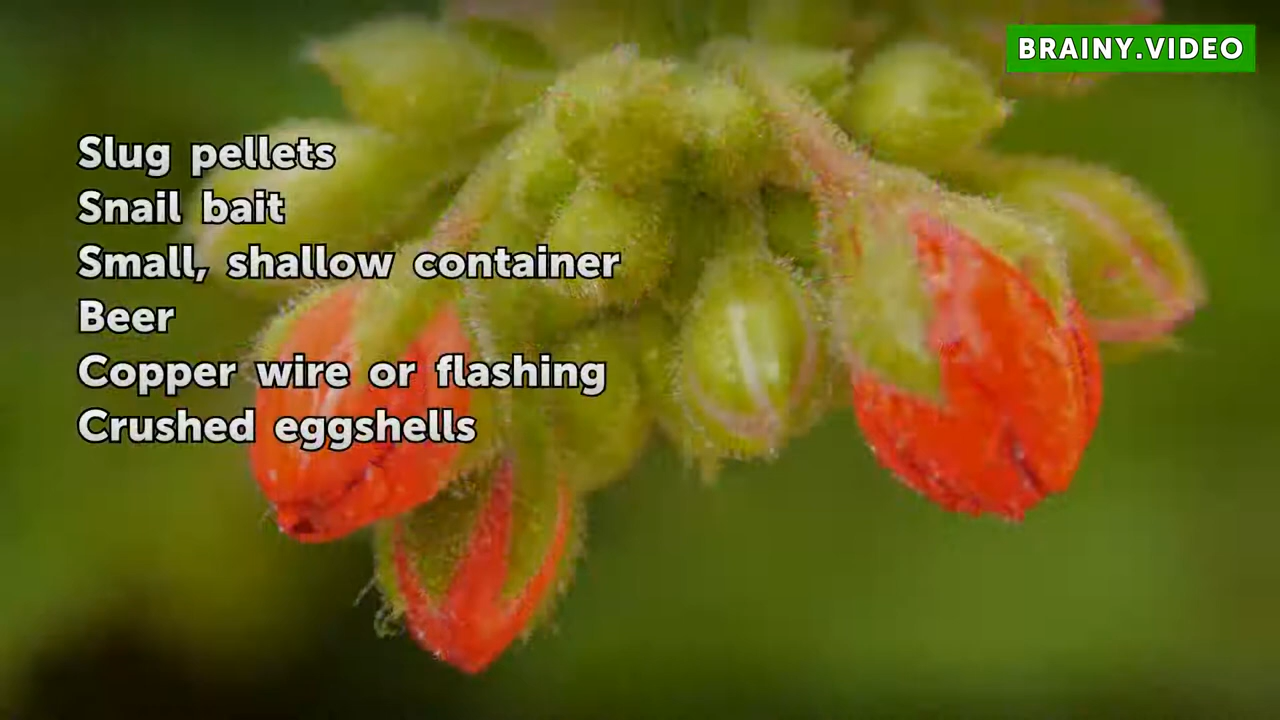 BRAINY.VIDEO
Slug pellets
Snail bait
Small, shallow container
Beer
Copper wire or flashing
Crushed eggshells